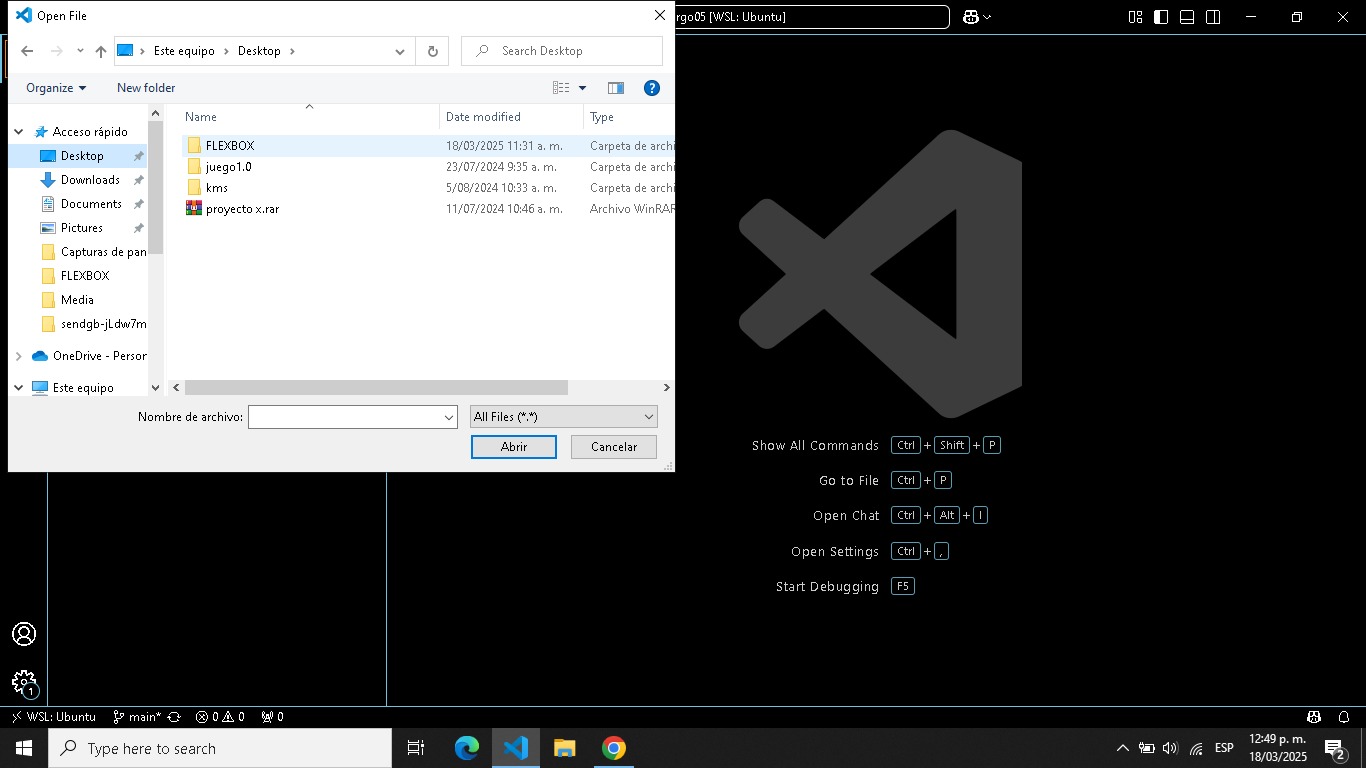 Open File
rgo05 [WSL: Ubuntu]
Este equipo > Desktop >
Search Desktop
Organize
New folder
Name
Date modified
Type
Acceso rápido
Desktop
Downloads
Documents
Pictures
Capturas de pan
FLEXBOX
Media
sendgb-jLdw7m
OneDrive - Person
Este equipo
FLEXBOX 18/03/2025 11:31 a. m. Carpeta de archi
juego1.0 23/07/2024 9:35 a. m. Carpeta de archi
kms 5/08/2024 10:33 a. m. Carpeta de archi
proyecto x.rar 11/07/2024 10:46 a. m. Archivo WinRAR
Nombre de archivo:
All Files (*.*)
Abrir
Cancelar
Show All Commands Ctrl + Shift + P
Go to File Ctrl + P
Open Chat Ctrl + Alt + I
Open Settings Ctrl + ,
Start Debugging F5
1
WSL: Ubuntu
main*
0 0
0
Type here to search
ESP
12:49 p. m.
18/03/2025
2